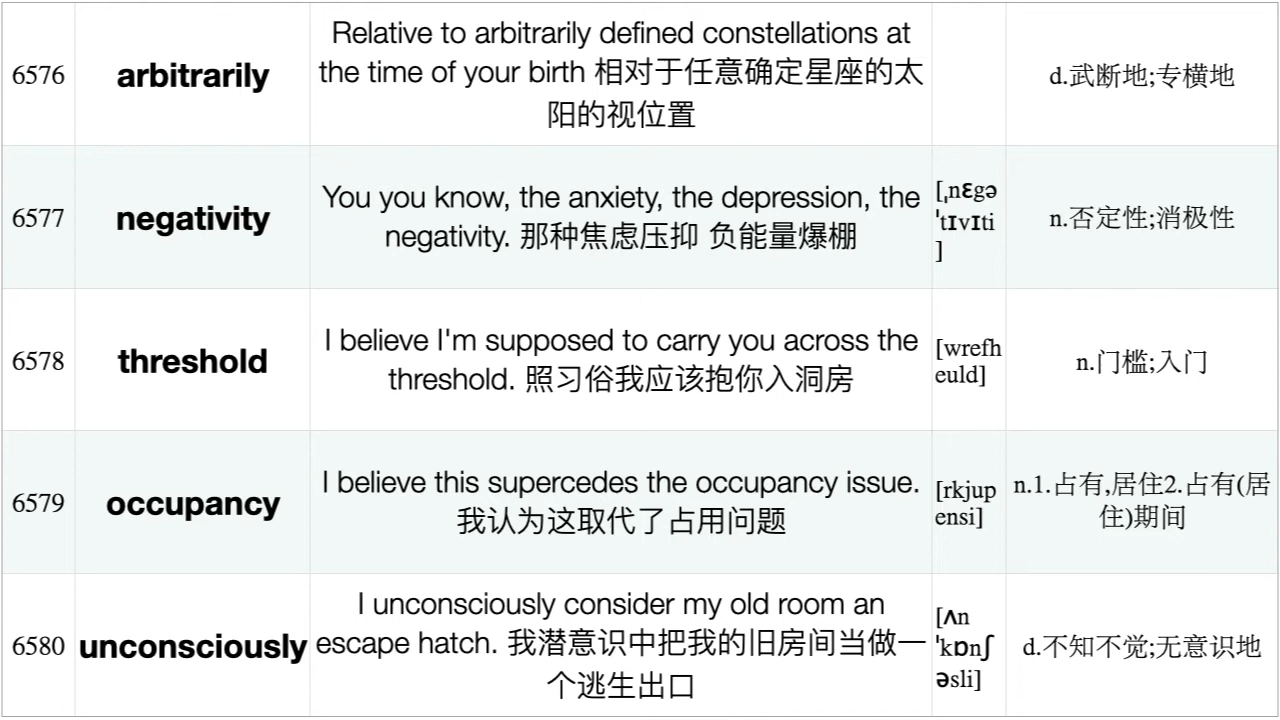 6576
arbitrarily
Relative to arbitrarily defined constellations at
the time of your birth 相对于任意确定星座的太
阳的视位置
d.武断地;专横地
6577
negativity
You you know, the anxiety, the depression, the
negativity. 那种焦虑压抑 负能量爆棚
[ˌnɛgə
ˈtɪvɪti
]
n.否定性;消极性
6578
threshold
I believe I'm supposed to carry you across the
threshold. 照习俗我应该抱你入洞房
[wrefh
euld]
n.门槛;入门
6579
occupancy
I believe this supercedes the occupancy issue.
我认为这取代了占用问题
[rkjup
ensi]
n.1.占有,居住2.占有(居
住)期间
6580
unconsciously
I unconsciously consider my old room an
escape hatch. 我潜意识中把我的旧房间当做一
个逃生出口
[ʌn
ˈkɒnʃ
əsli]
d.不知不觉;无意识地